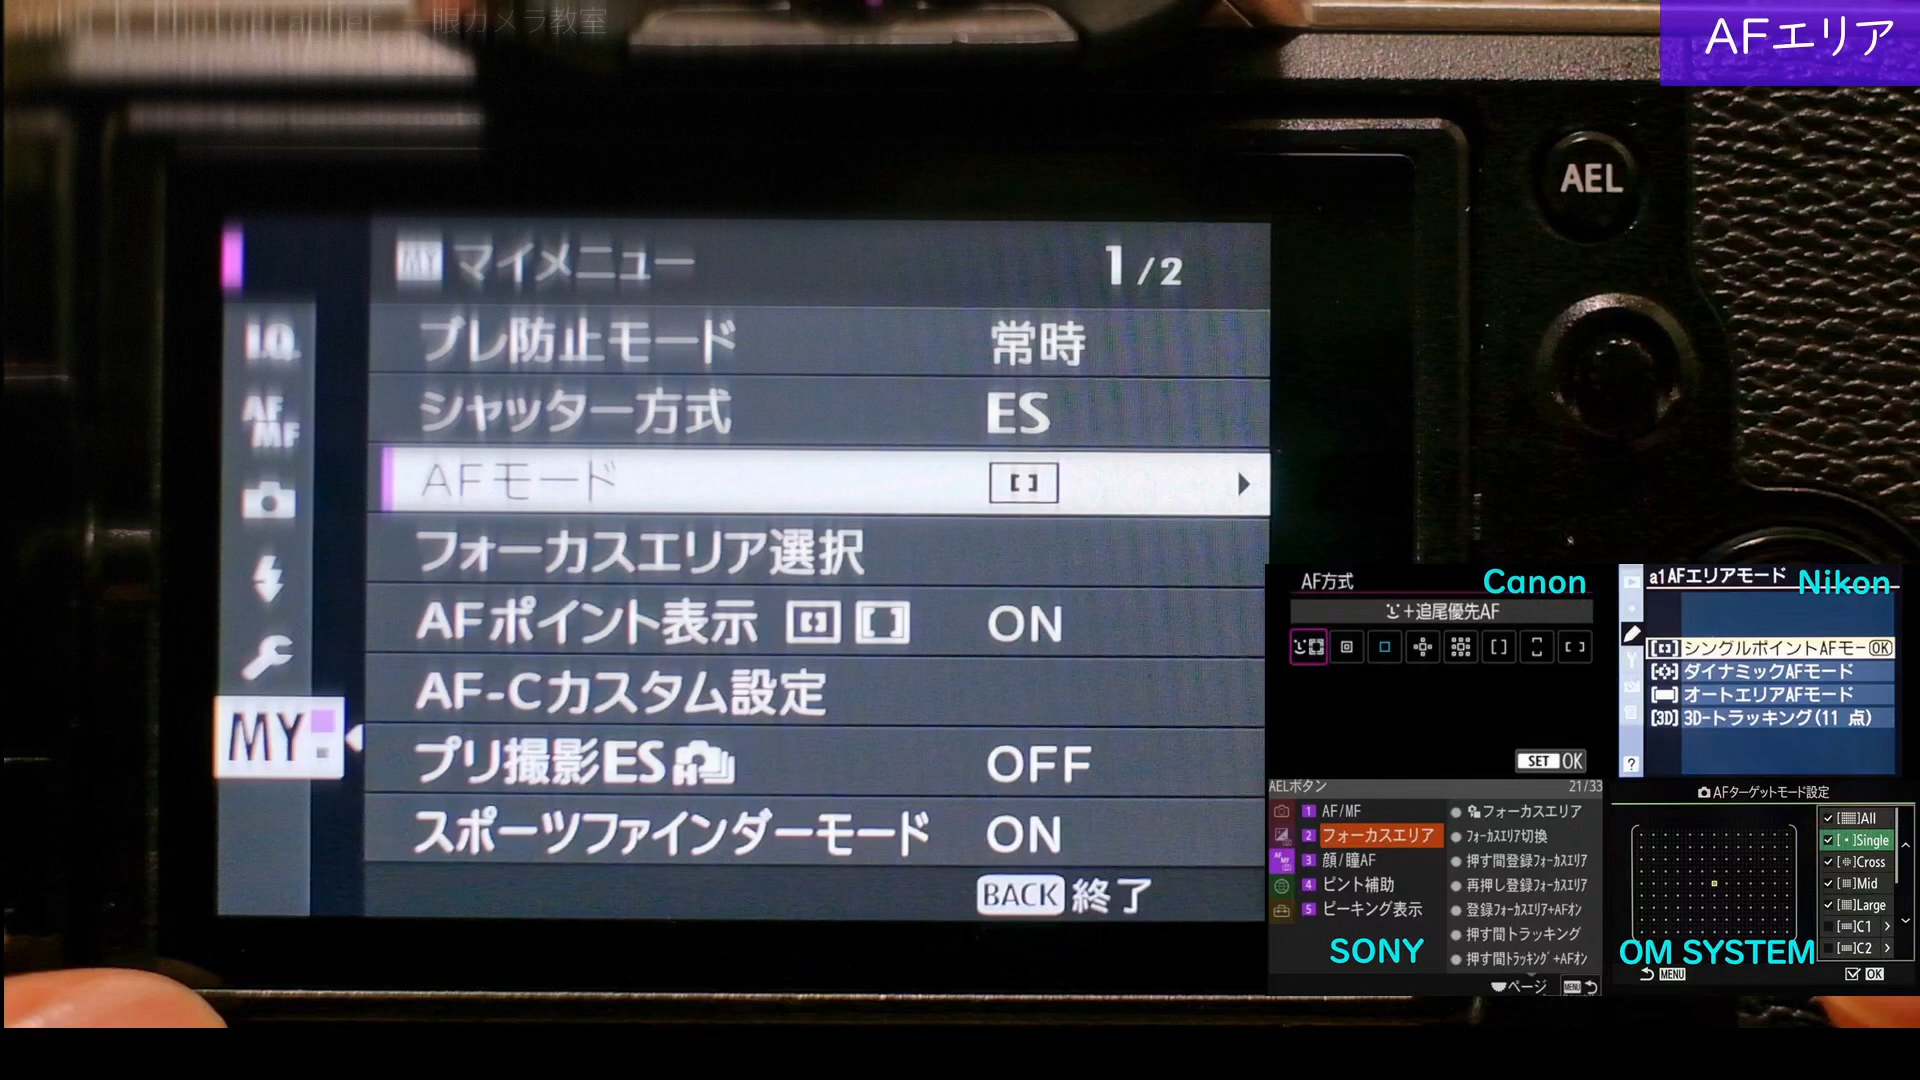 一眼カメラ教室
AFエリア
AEL
MY マイメニュー 1/2
ブレ防止モード 常時
シャッター方式 ES
AFモード
フォーカスエリア選択
AFポイント表示 ON
AF-Cカスタム設定
プリ撮影ES OFF
スポーツファインダーモード ON
BACK 終了
I.Q.
AF
MF
MY
AF方式 Canon
+追尾優先AF
SET OK
a1AFエリアモード Nikon
シングルポイントAFモー OK
ダイナミックAFモード
オートエリアAFモード
[3D] 3D-トラッキング(11 点)
?
AELボタン 21/33
1 AF/MF
2 フォーカスエリア
3 顔/瞳AF
4 ピント補助
5 ピーキング表示
フォーカスエリア
フォーカスエリア切換
押す間登録フォーカスエリア
再押し登録フォーカスエリア
登録フォーカスエリア+AFオン
押す間トラッキング
押す間トラッキング+AFオン
SONY
ページ MENU
AFターゲットモード設定
All
Single
Cross
Mid
Large
C1
C2
OM SYSTEM
MENU OK